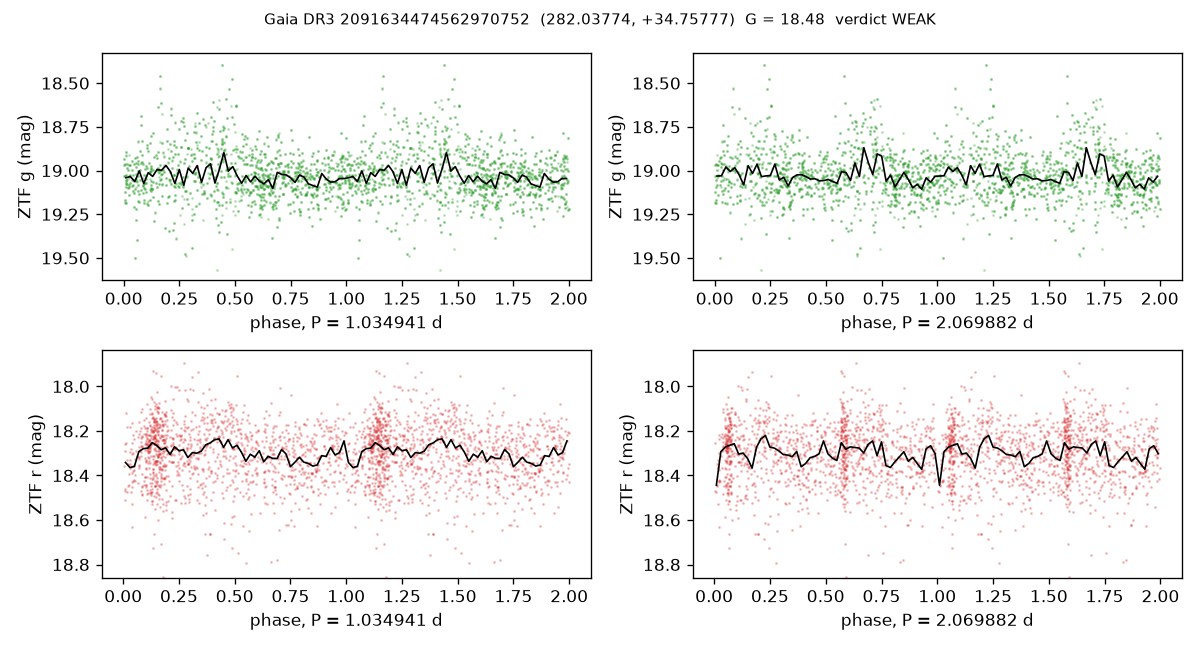 Gaia DR3 2091634474562970752 (282.03774, +34.75777) G = 18.48 verdict WEAK
ZTF g (mag)
18.50
18.75
19.00
19.25
19.50
0.00 0.25 0.50 0.75 1.00 1.25 1.50 1.75 2.00
phase, P = 1.034941 d
ZTF g (mag)
18.50
18.75
19.00
19.25
19.50
0.00 0.25 0.50 0.75 1.00 1.25 1.50 1.75 2.00
phase, P = 2.069882 d
ZTF r (mag)
18.0
18.2
18.4
18.6
18.8
0.00 0.25 0.50 0.75 1.00 1.25 1.50 1.75 2.00
phase, P = 1.034941 d
ZTF r (mag)
18.0
18.2
18.4
18.6
18.8
0.00 0.25 0.50 0.75 1.00 1.25 1.50 1.75 2.00
phase, P = 2.069882 d